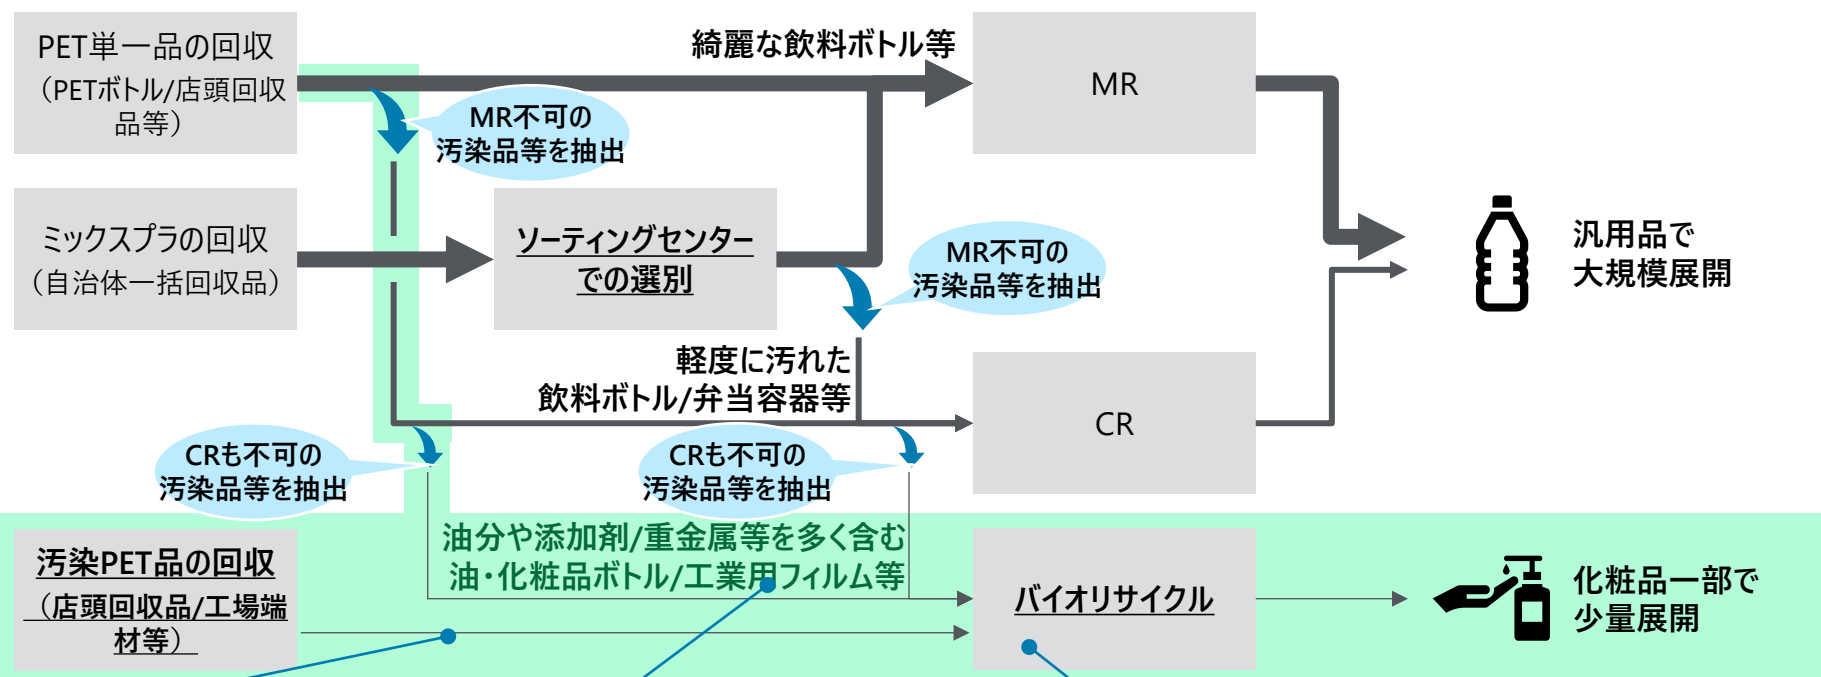 PET単一品の回収
（PETボトル/店頭回収
品等）
綺麗な飲料ボトル等
MR
MR不可の
汚染品等を抽出
ミックスプラの回収
（自治体一括回収品）
ソーティングセンター
での選別
MR不可の
汚染品等を抽出
汎用品で
大規模展開
軽度に汚れた
飲料ボトル/弁当容器等
CR
CRも不可の
汚染品等を抽出
CRも不可の
汚染品等を抽出
汚染PET品の回収
（店頭回収品/工場端
材等）
油分や添加剤/重金属等を多く含む
油・化粧品ボトル/工業用フィルム等
バイオリサイクル
化粧品一部で
少量展開